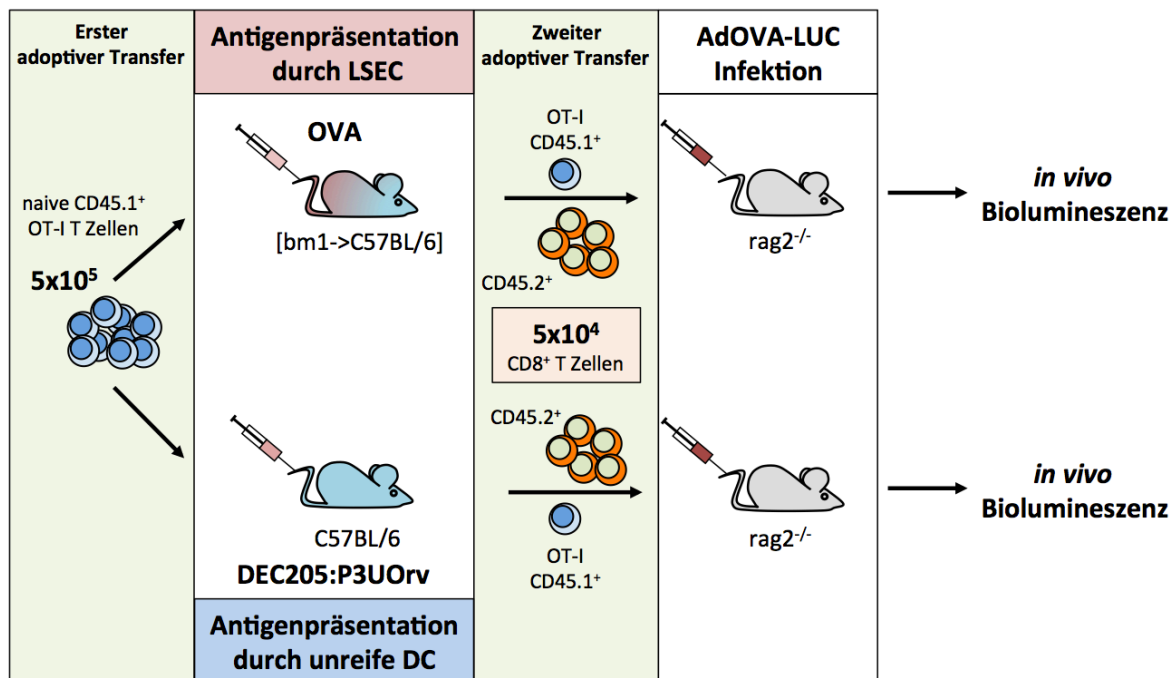 Erster
adoptiver Transfer
naive CD45.1⁺
OT-I T Zellen
5x10⁵
Antigenpräsentation
durch LSEC
OVA
[bm1->C57BL/6]
C57BL/6
DEC205:P3UOrv
Antigenpräsentation
durch unreife DC
Zweiter
adoptiver Transfer
OT-I
CD45.1⁺
CD45.2⁺
5x10⁴
CD8⁺ T Zellen
CD45.2⁺
OT-I
CD45.1⁺
AdOVA-LUC
Infektion
rag2⁻/⁻
rag2⁻/⁻
in vivo
Biolumineszenz
in vivo
Biolumineszenz